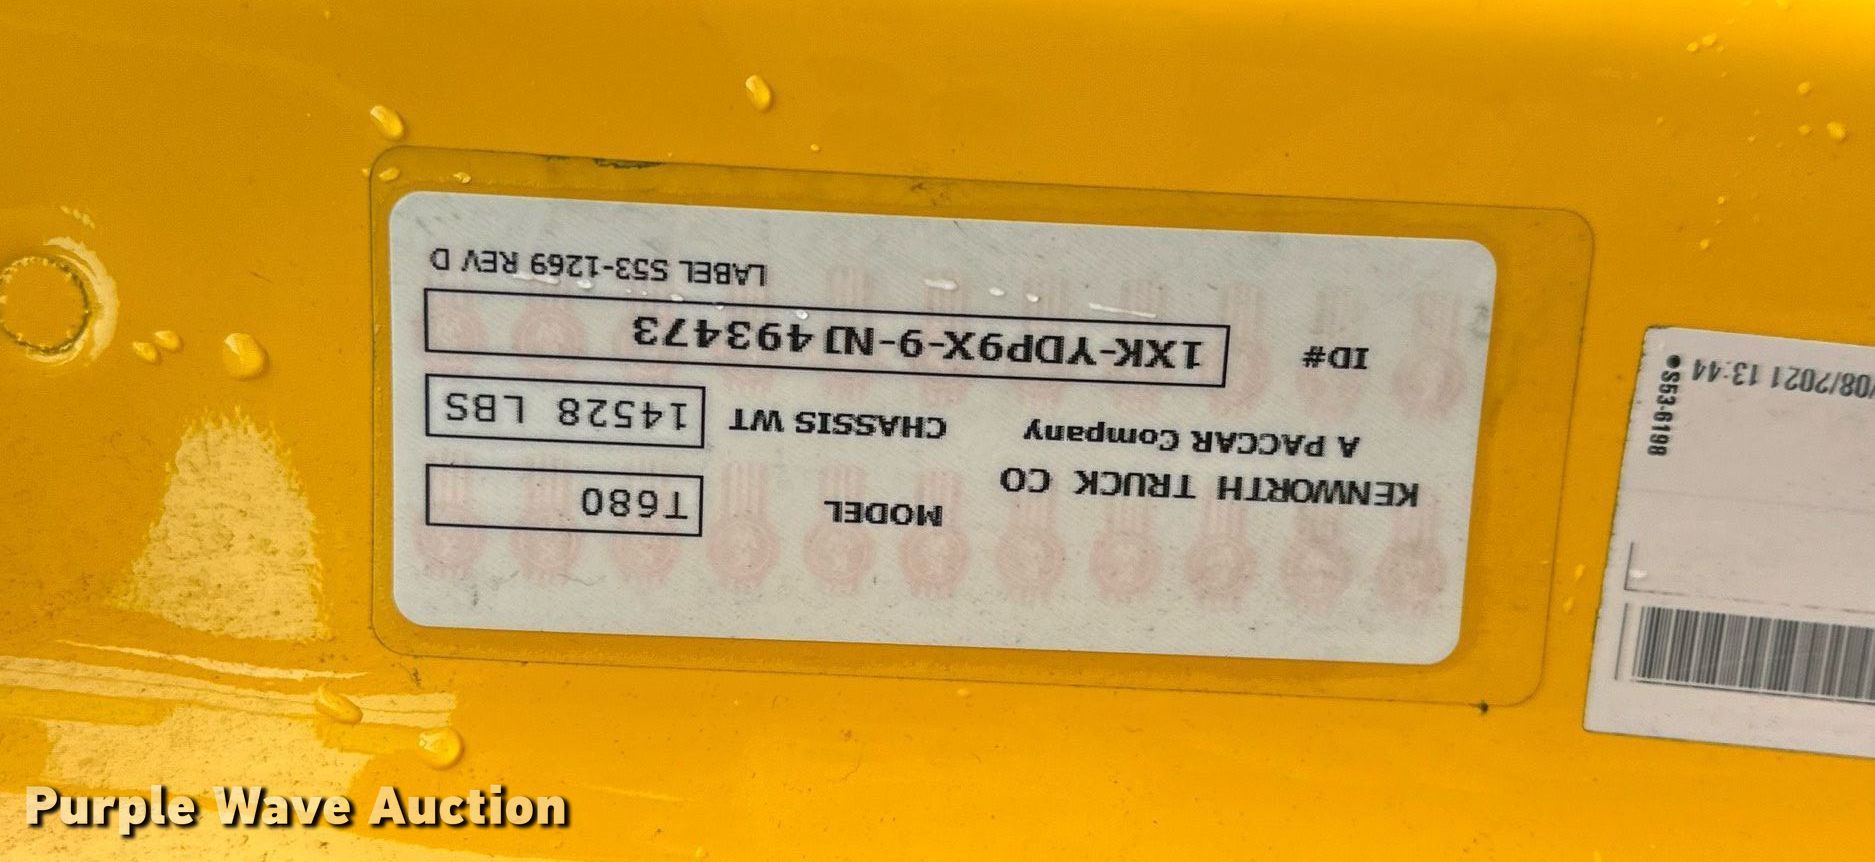 MODEL T680
KENWORTH TRUCK CO
A PACCAR Company
CHASSIS WT 14528 LBS
ID# 1XK-YDP9X-9-NJ493473
LABEL S53-1269 REV D
/08/2021 13:44
●S53-6198
Purple Wave Auction